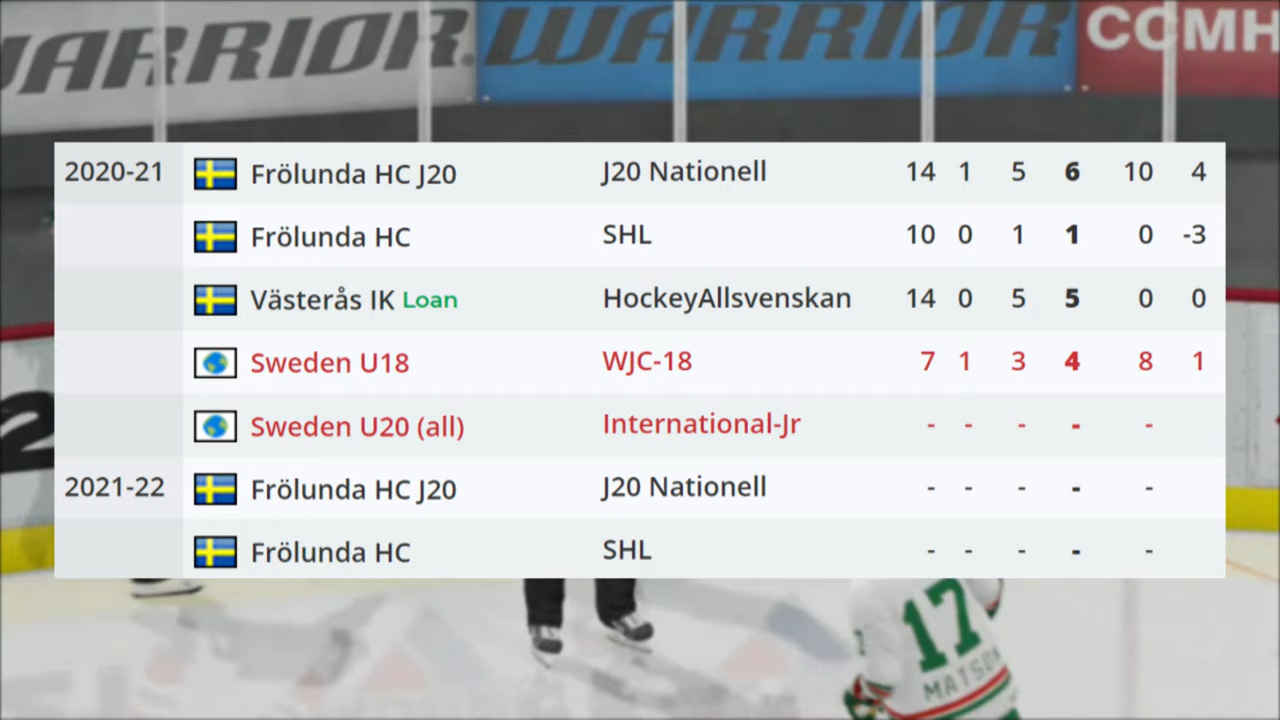 WARRIOR WARRIOR CCMH
2020-21 Frölunda HC J20 J20 Nationell 14 1 5 6 10 4
Frölunda HC SHL 10 0 1 1 0 -3
Västerås IK Loan HockeyAllsvenskan 14 0 5 5 0 0
Sweden U18 WJC-18 7 1 3 4 8 1
Sweden U20 (all) International-Jr - - - - -
2021-22 Frölunda HC J20 J20 Nationell - - - - -
Frölunda HC SHL - - - - -
2
17
MATSON